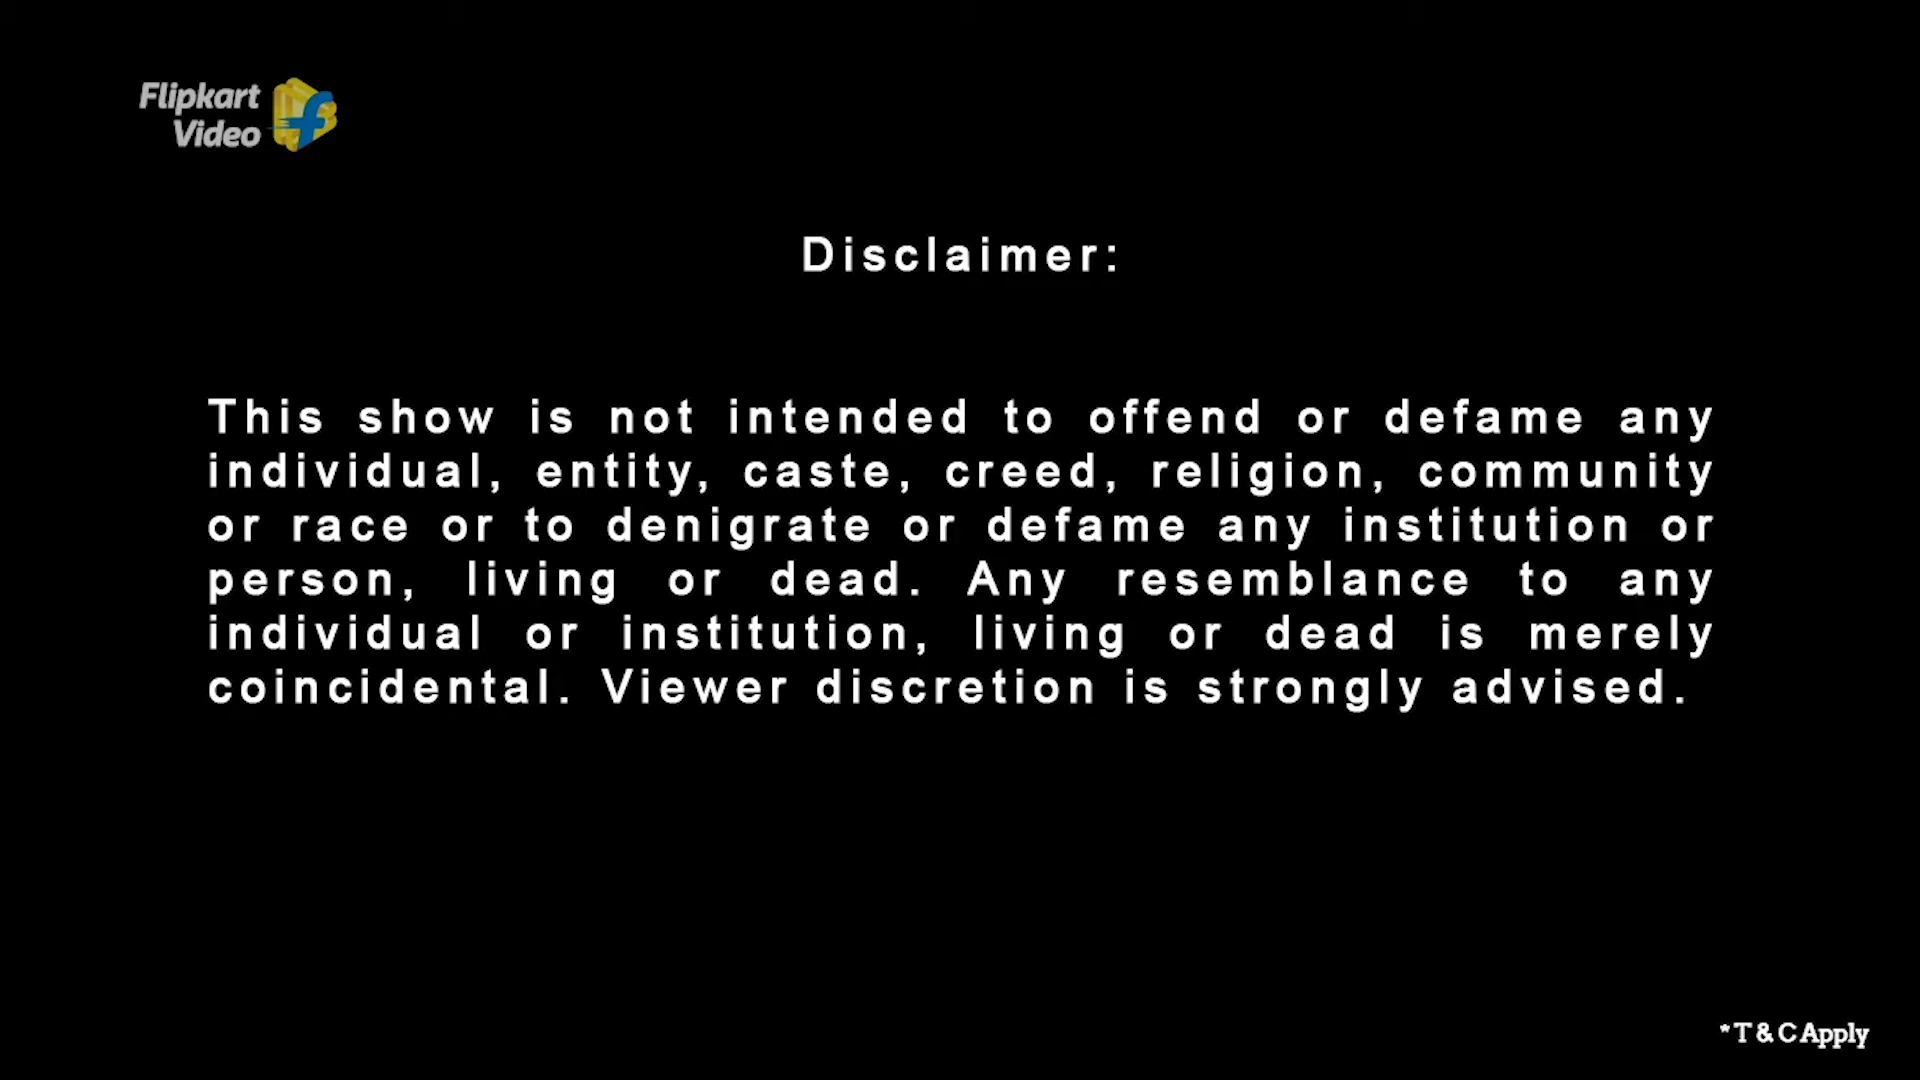 Flipkart
Video
Disclaimer:
This show is not intended to offend or defame any
individual, entity, caste, creed, religion, community
or race or to denigrate or defame any institution or
person, living or dead. Any resemblance to any
individual or institution, living or dead is merely
coincidental. Viewer discretion is strongly advised.
*T & C Apply